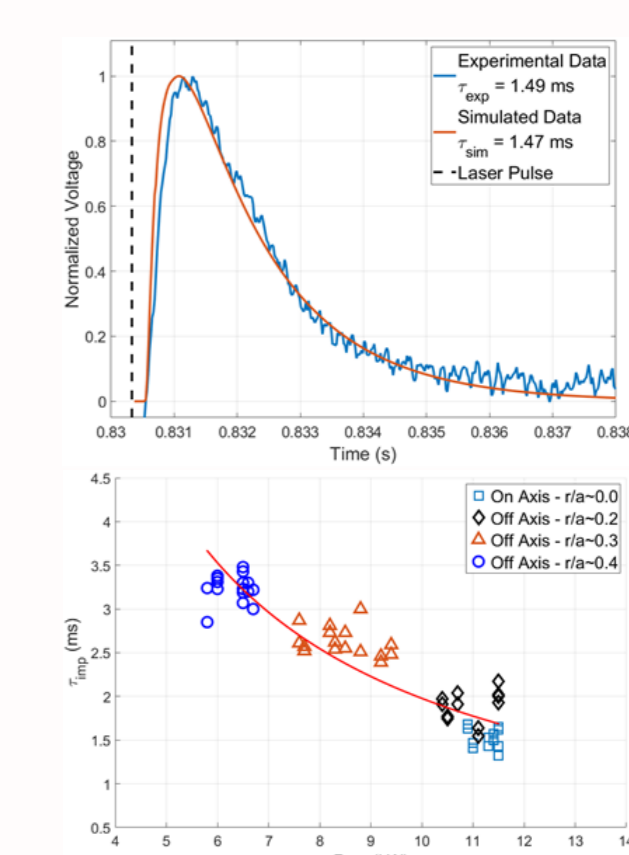 Experimental Data
τexp = 1.49 ms
Simulated Data
τsim = 1.47 ms
Laser Pulse
Normalized Voltage
1
0.8
0.6
0.4
0.2
0
0.83 0.831 0.832 0.833 0.834 0.835 0.836 0.837 0.838
Time (s)
On Axis - r/a~0.0
Off Axis - r/a~0.2
Off Axis - r/a~0.3
Off Axis - r/a~0.4
τimp (ms)
4.5
4
3.5
3
2.5
2
1.5
1
0.5
4 5 6 7 8 9 10 11 12 13 14